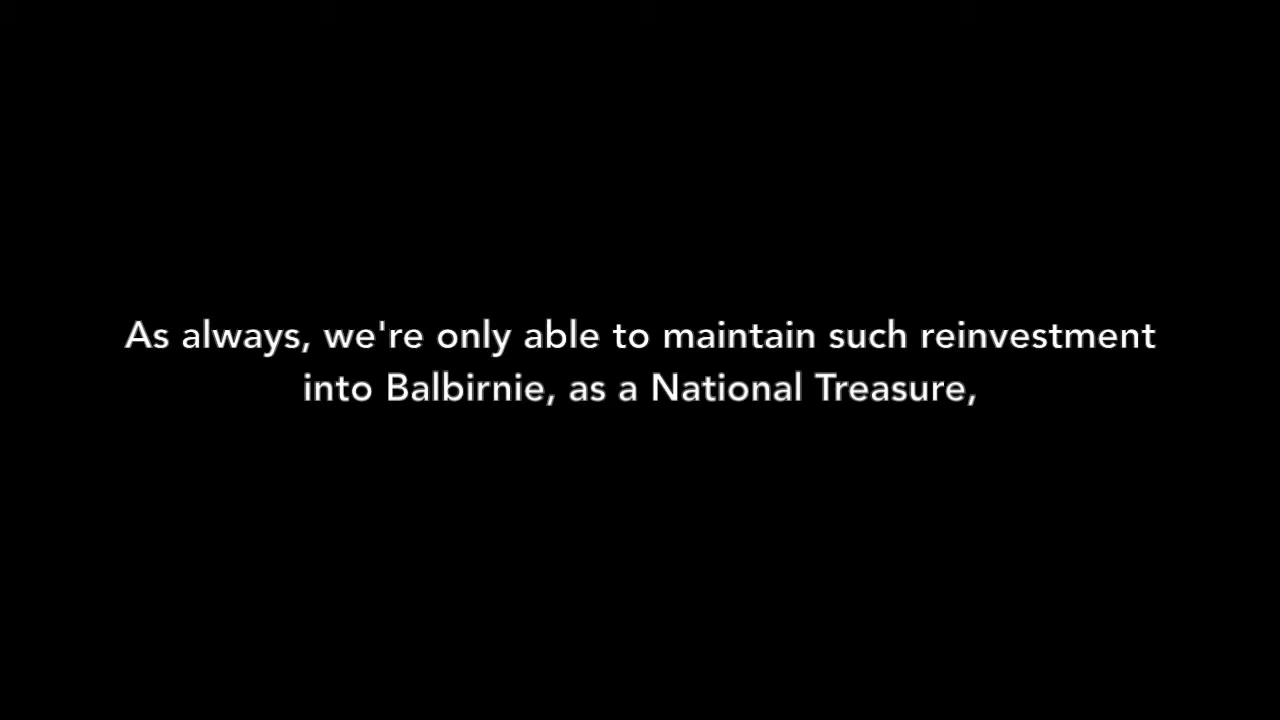 As always, we're only able to maintain such reinvestment
into Balbirnie, as a National Treasure,